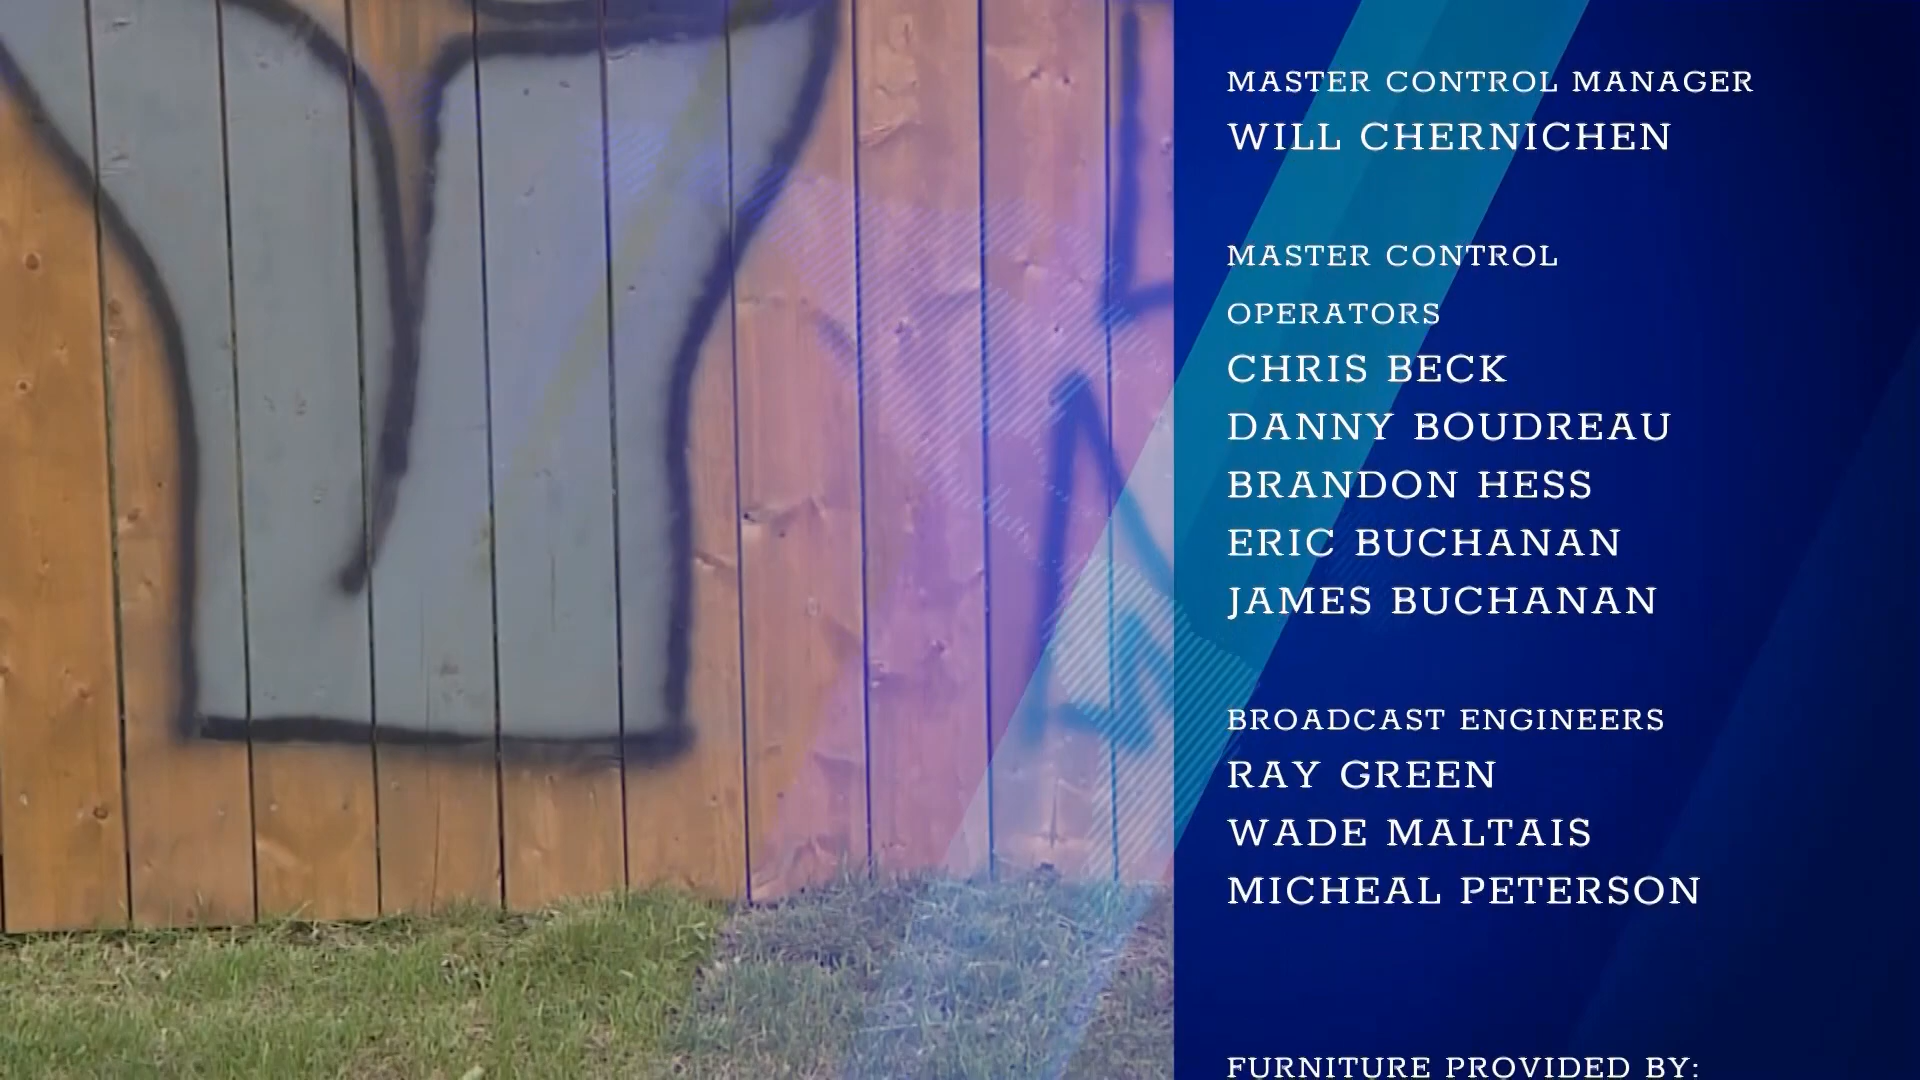 MASTER CONTROL MANAGER
WILL CHERNICHEN
MASTER CONTROL
OPERATORS
CHRIS BECK
DANNY BOUDREAU
BRANDON HESS
ERIC BUCHANAN
JAMES BUCHANAN
BROADCAST ENGINEERS
RAY GREEN
WADE MALTAIS
MICHEAL PETERSON
FURNITURE PROVIDED BY: